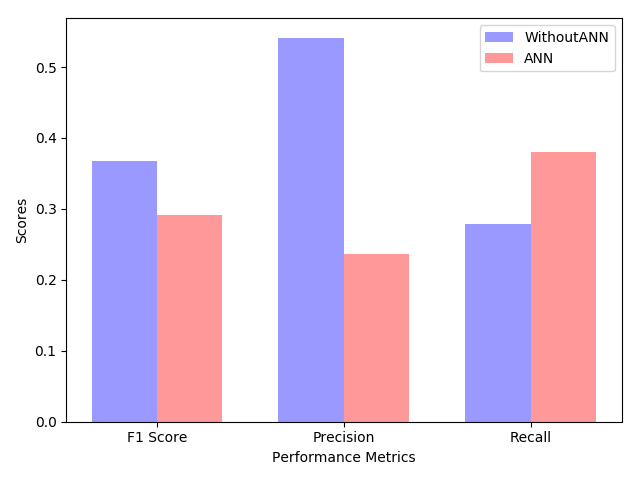 WithoutANN
ANN
0.5
0.4
0.3
0.2
0.1
0.0
Scores
F1 Score
Precision
Recall
Performance Metrics